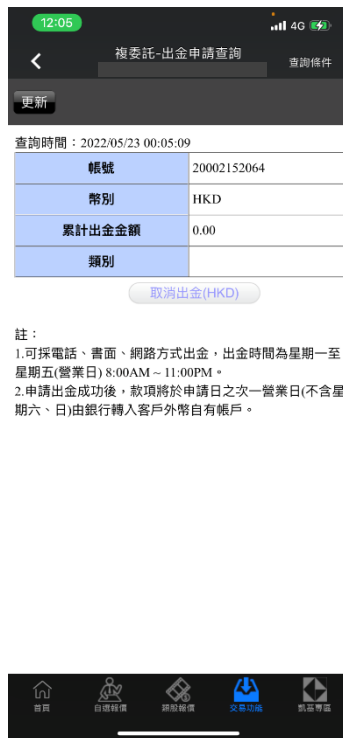 12:05
4G
複委託-出金申請查詢
查詢條件
更新
查詢時間：2022/05/23 00:05:09
帳號 20002152064
幣別 HKD
累計出金金額 0.00
類別
取消出金(HKD)
註：
1.可採電話、書面、網路方式出金，出金時間為星期一至
星期五(營業日) 8:00AM ~ 11:00PM。
2.申請出金成功後，款項將於申請日之次一營業日(不含星
期六、日)由銀行轉入客戶外幣自有帳戶。
首頁 自選報價 類股報價 交易功能 凱基專區